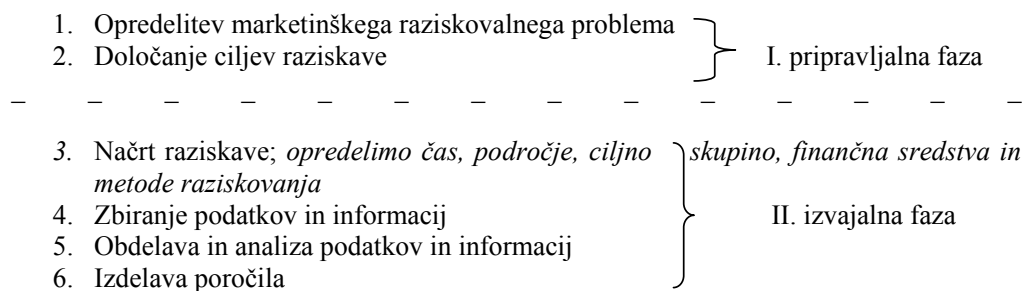 1. Opredelitev marketinškega raziskovalnega problema
2. Določanje ciljev raziskave
I. pripravljalna faza
3. Načrt raziskave; opredelimo čas, področje, ciljno skupino, finančna sredstva in
metode raziskovanja
4. Zbiranje podatkov in informacij
II. izvajalna faza
5. Obdelava in analiza podatkov in informacij
6. Izdelava poročila